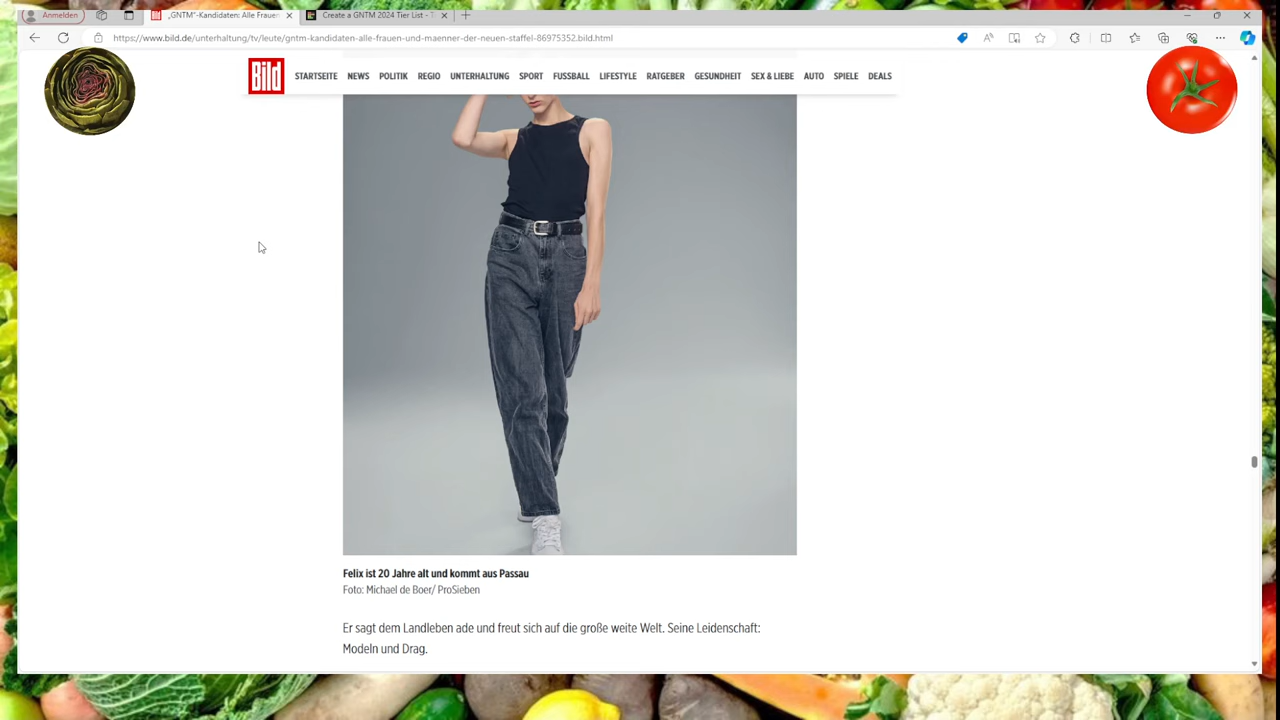 Anmelden
„GNTM“-Kandidaten: Alle Frauen
Create a GNTM 2024 Tier List - T
https://www.bild.de/unterhaltung/tv/leute/gntm-kandidaten-alle-frauen-und-maenner-der-neuen-staffel-86975352.bild.html
Bild STARTSEITE NEWS POLITIK REGIO UNTERHALTUNG SPORT FUSSBALL LIFESTYLE RATGEBER GESUNDHEIT SEX & LIEBE AUTO SPIELE DEALS
Felix ist 20 Jahre alt und kommt aus Passau
Foto: Michael de Boer/ ProSieben
Er sagt dem Landleben ade und freut sich auf die große weite Welt. Seine Leidenschaft:
Modeln und Drag.